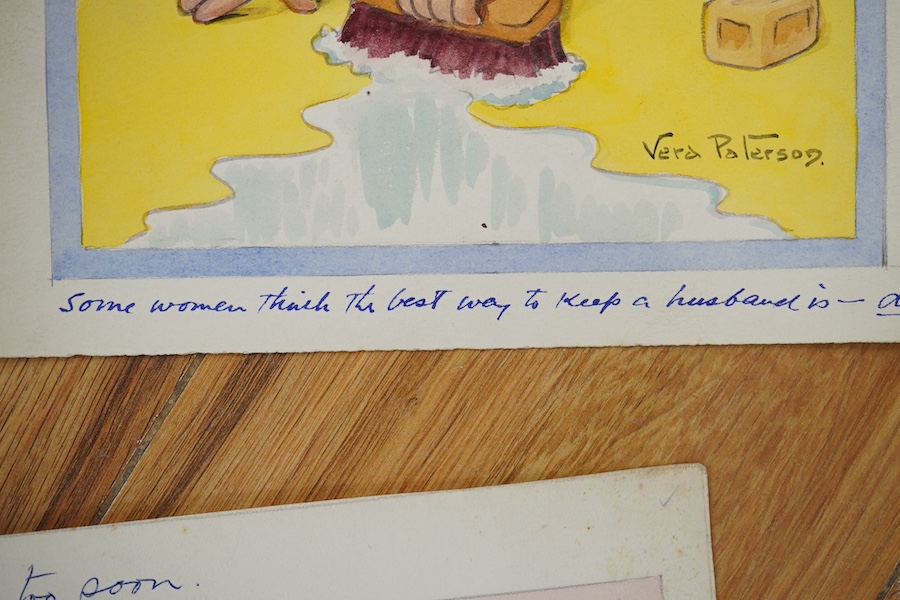 Vera Paterson.
Some women think the best way to keep a husband is—
too soon.